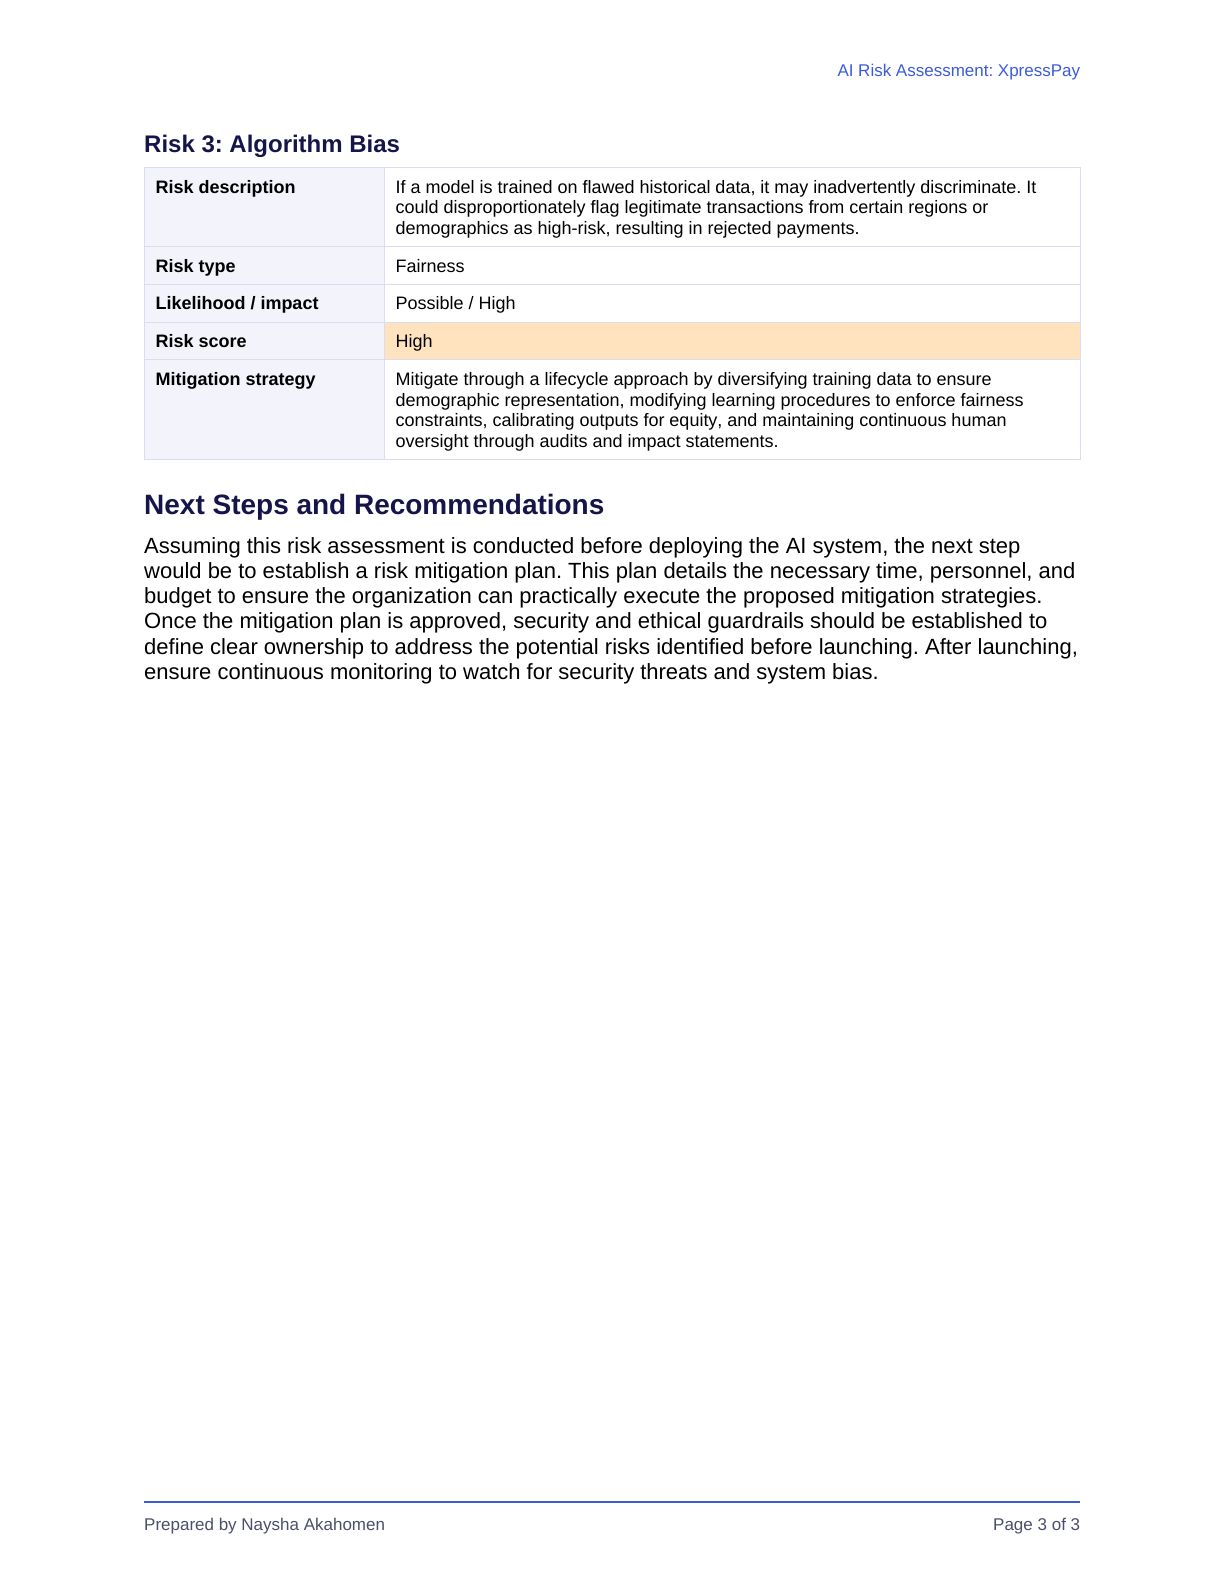 AI Risk Assessment: XpressPay
Risk 3: Algorithm Bias
Risk description
If a model is trained on flawed historical data, it may inadvertently discriminate. It
could disproportionately flag legitimate transactions from certain regions or
demographics as high-risk, resulting in rejected payments.
Risk type
Fairness
Likelihood / impact
Possible / High
Risk score
High
Mitigation strategy
Mitigate through a lifecycle approach by diversifying training data to ensure
demographic representation, modifying learning procedures to enforce fairness
constraints, calibrating outputs for equity, and maintaining continuous human
oversight through audits and impact statements.
Next Steps and Recommendations
Assuming this risk assessment is conducted before deploying the AI system, the next step
would be to establish a risk mitigation plan. This plan details the necessary time, personnel, and
budget to ensure the organization can practically execute the proposed mitigation strategies.
Once the mitigation plan is approved, security and ethical guardrails should be established to
define clear ownership to address the potential risks identified before launching. After launching,
ensure continuous monitoring to watch for security threats and system bias.
Prepared by Naysha Akahomen
Page 3 of 3